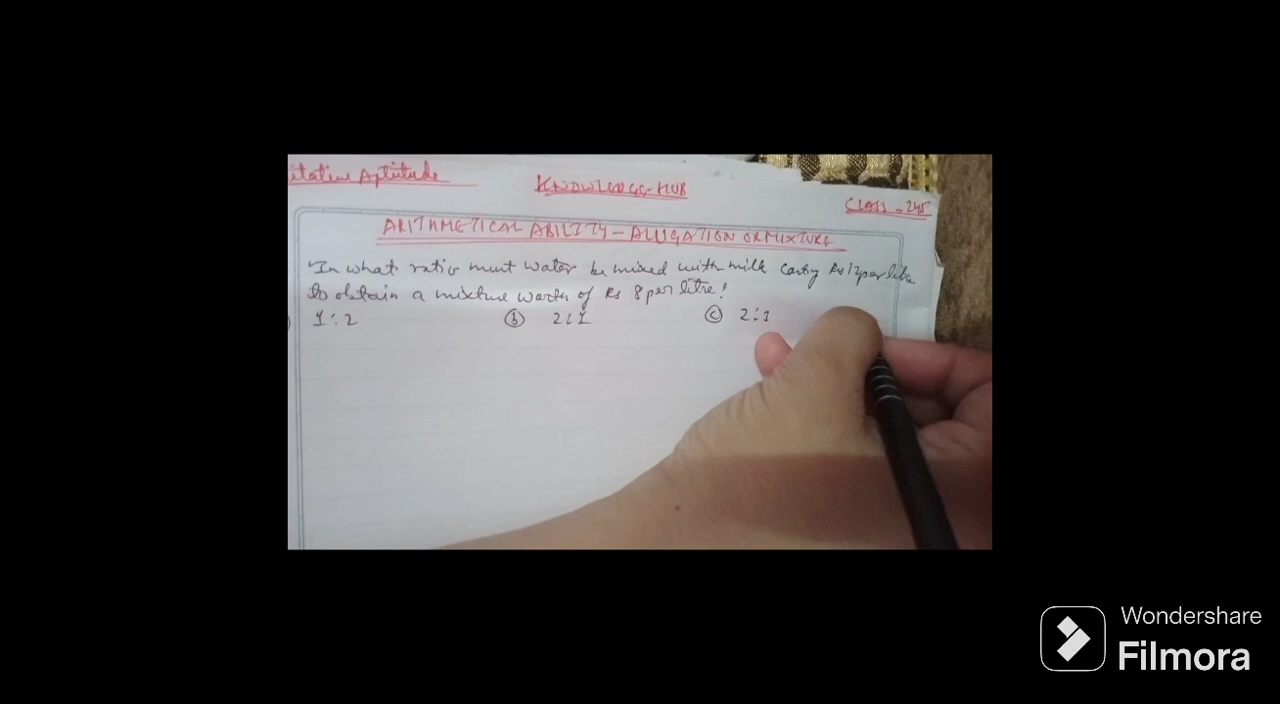 itative Aptitude
KNOWLEDGE-HUB
CLASS - 245
ARITHMETICAL ABILITY - ALLIGATION OR MIXTURE
In what ratio must water be mixed with milk costing Rs 12 per litre
to obtain a mixture worth of Rs 8 per litre?
1:2
(b) 2:1
(c) 2:3
Wondershare
Filmora